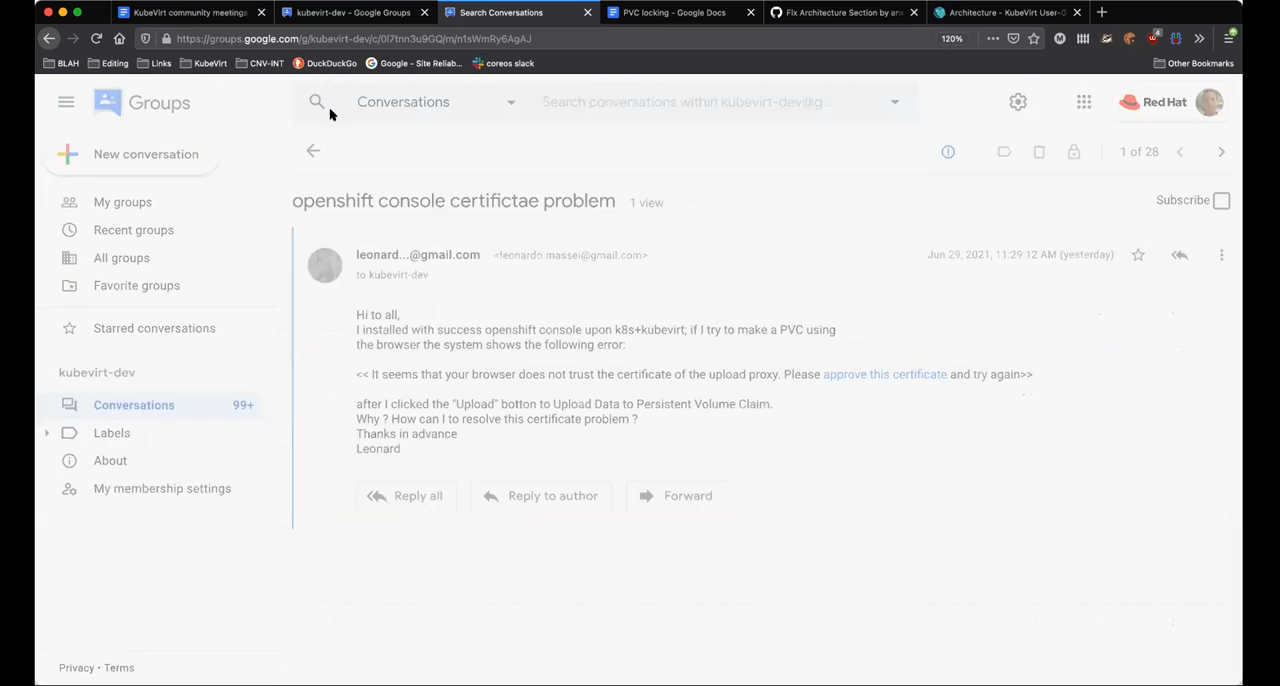 KubeVirt community meetings
kubevirt-dev - Google Groups
Search Conversations
PVC locking - Google Docs
Fix Architecture Section by an
Architecture - KubeVirt User-G
https://groups.google.com/g/kubevirt-dev/c/0l7tnn3u9GQ/m/n1sWmRy6AgAJ
120%
4
BLAH
Editing
Links
KubeVirt
CNV-INT
DuckDuckGo
Google - Site Reliab...
coreos slack
Other Bookmarks
Groups
Conversations
Search conversations within kubevirt-dev@g...
Red Hat
New conversation
1 of 28
My groups
Recent groups
All groups
Favorite groups
Starred conversations
kubevirt-dev
Conversations 99+
Labels
About
My membership settings
openshift console certifictae problem 1 view
Subscribe
leonard...@gmail.com <leonardo massei@gmail.com>
Jun 29, 2021, 11:29:12 AM (yesterday)
to kubevirt-dev
Hi to all,
I installed with success openshift console upon k8s+kubevirt; if I try to make a PVC using
the browser the system shows the following error:
<< It seems that your browser does not trust the certificate of the upload proxy. Please approve this certificate and try again>>
after I clicked the "Upload" botton to Upload Data to Persistent Volume Claim.
Why ? How can I to resolve this certificate problem ?
Thanks in advance
Leonard
Reply all
Reply to author
Forward
Privacy • Terms